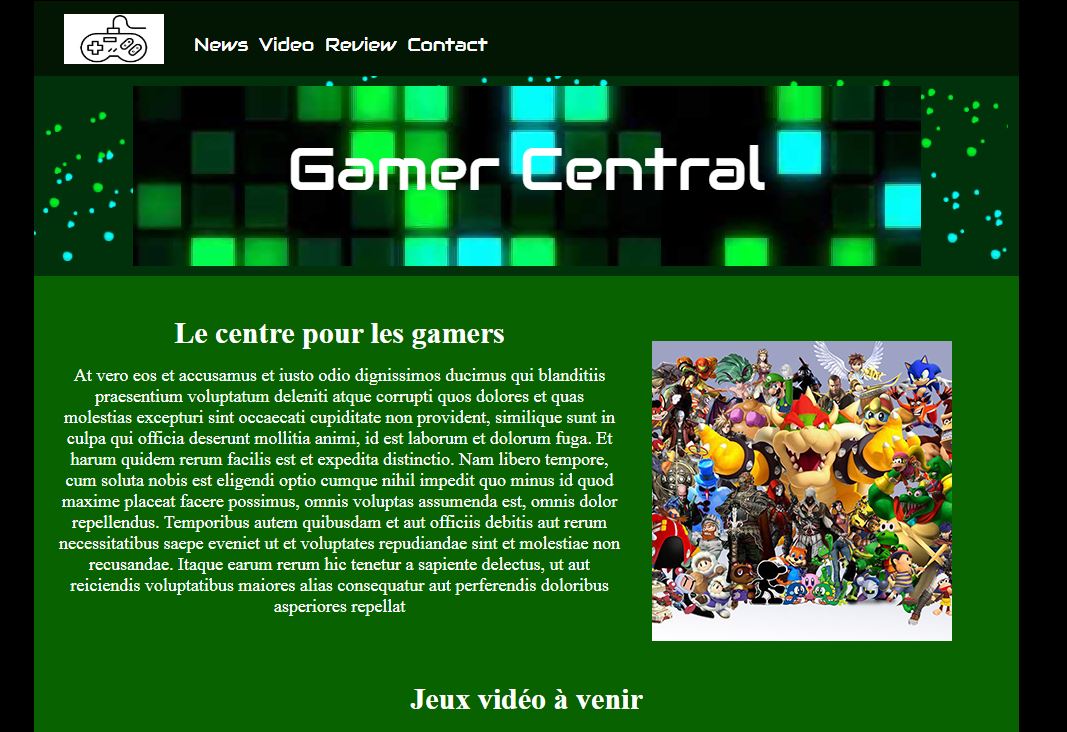 News Video Review Contact
Gamer Central
Le centre pour les gamers
At vero eos et accusamus et iusto odio dignissimos ducimus qui blanditiis
praesentium voluptatum deleniti atque corrupti quos dolores et quas
molestias excepturi sint occaecati cupiditate non provident, similique sunt in
culpa qui officia deserunt mollitia animi, id est laborum et dolorum fuga. Et
harum quidem rerum facilis est et expedita distinctio. Nam libero tempore,
cum soluta nobis est eligendi optio cumque nihil impedit quo minus id quod
maxime placeat facere possimus, omnis voluptas assumenda est, omnis dolor
repellendus. Temporibus autem quibusdam et aut officiis debitis aut rerum
necessitatibus saepe eveniet ut et voluptates repudiandae sint et molestiae non
recusandae. Itaque earum rerum hic tenetur a sapiente delectus, ut aut
reiciendis voluptatibus maiores alias consequatur aut perferendis doloribus
asperiores repellat
Jeux vidéo à venir